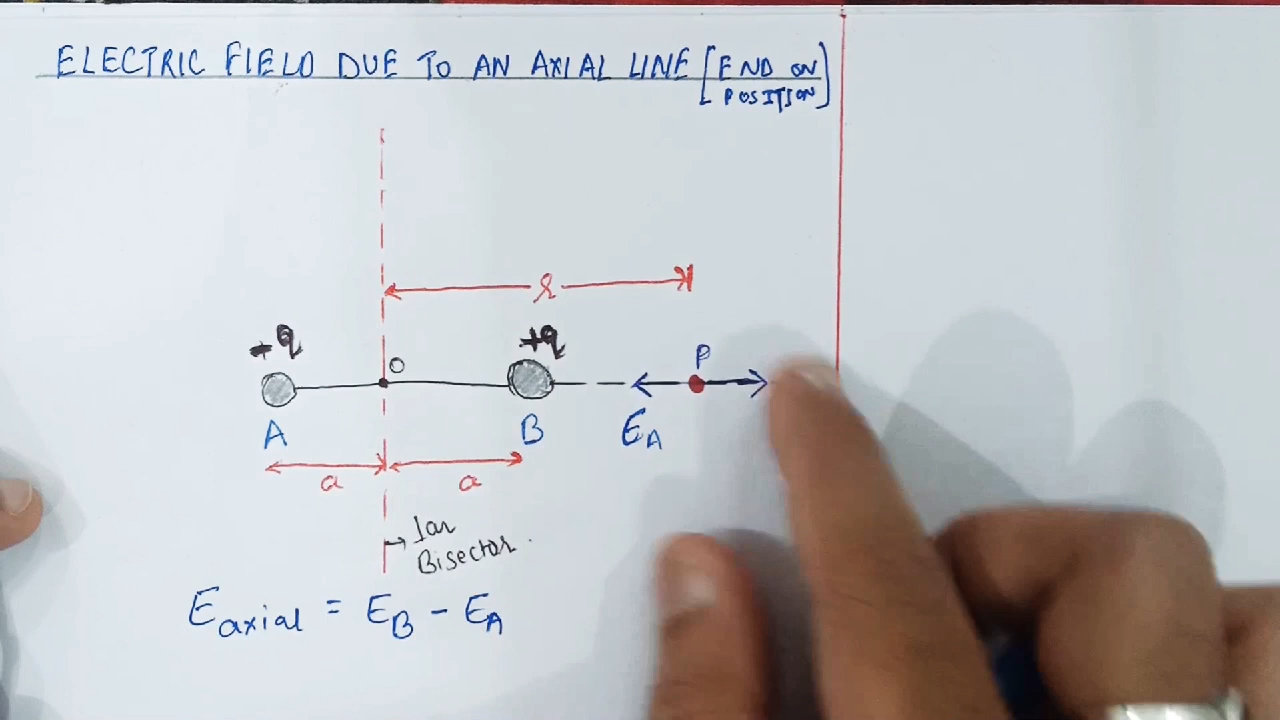 ELECTRIC FIELD DUE TO AN AXIAL LINE [END ON
POSITION]
r
-q
+q
O
P
A
B
E_A
a
a
→ ⊥ar
Bisector.
E_axial = E_B - E_A